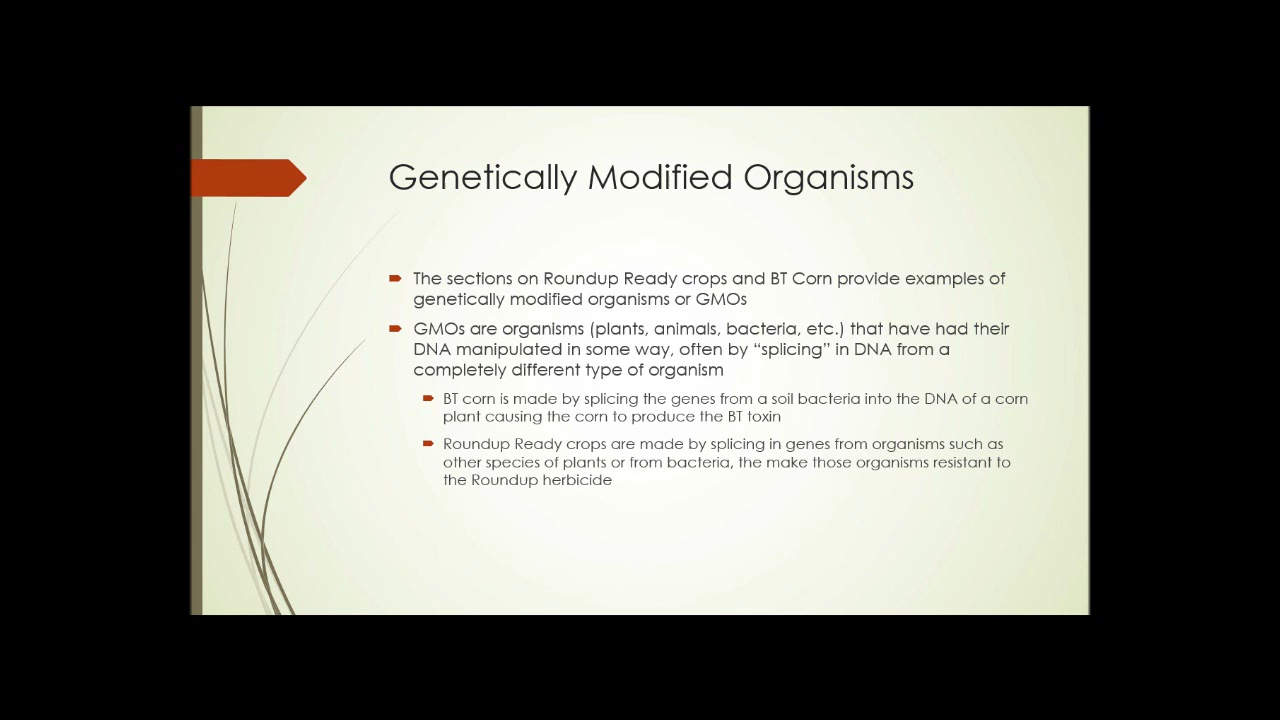 Genetically Modified Organisms
The sections on Roundup Ready crops and BT Corn provide examples of
genetically modified organisms or GMOs
GMOs are organisms (plants, animals, bacteria, etc.) that have had their
DNA manipulated in some way, often by “splicing” in DNA from a
completely different type of organism
BT corn is made by splicing the genes from a soil bacteria into the DNA of a corn
plant causing the corn to produce the BT toxin
Roundup Ready crops are made by splicing in genes from organisms such as
other species of plants or from bacteria, the make those organisms resistant to
the Roundup herbicide